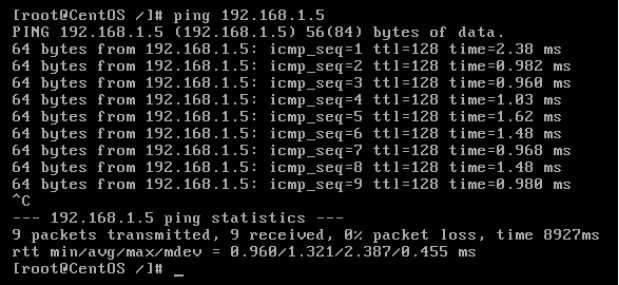 [root@CentOS /]# ping 192.168.1.5
PING 192.168.1.5 (192.168.1.5) 56(84) bytes of data.
64 bytes from 192.168.1.5: icmp_seq=1 ttl=128 time=2.38 ms
64 bytes from 192.168.1.5: icmp_seq=2 ttl=128 time=0.982 ms
64 bytes from 192.168.1.5: icmp_seq=3 ttl=128 time=0.960 ms
64 bytes from 192.168.1.5: icmp_seq=4 ttl=128 time=1.03 ms
64 bytes from 192.168.1.5: icmp_seq=5 ttl=128 time=1.62 ms
64 bytes from 192.168.1.5: icmp_seq=6 ttl=128 time=1.48 ms
64 bytes from 192.168.1.5: icmp_seq=7 ttl=128 time=0.968 ms
64 bytes from 192.168.1.5: icmp_seq=8 ttl=128 time=1.48 ms
64 bytes from 192.168.1.5: icmp_seq=9 ttl=128 time=0.980 ms
^C
--- 192.168.1.5 ping statistics ---
9 packets transmitted, 9 received, 0% packet loss, time 8927ms
rtt min/avg/max/mdev = 0.960/1.321/2.387/0.455 ms
[root@CentOS /]# _